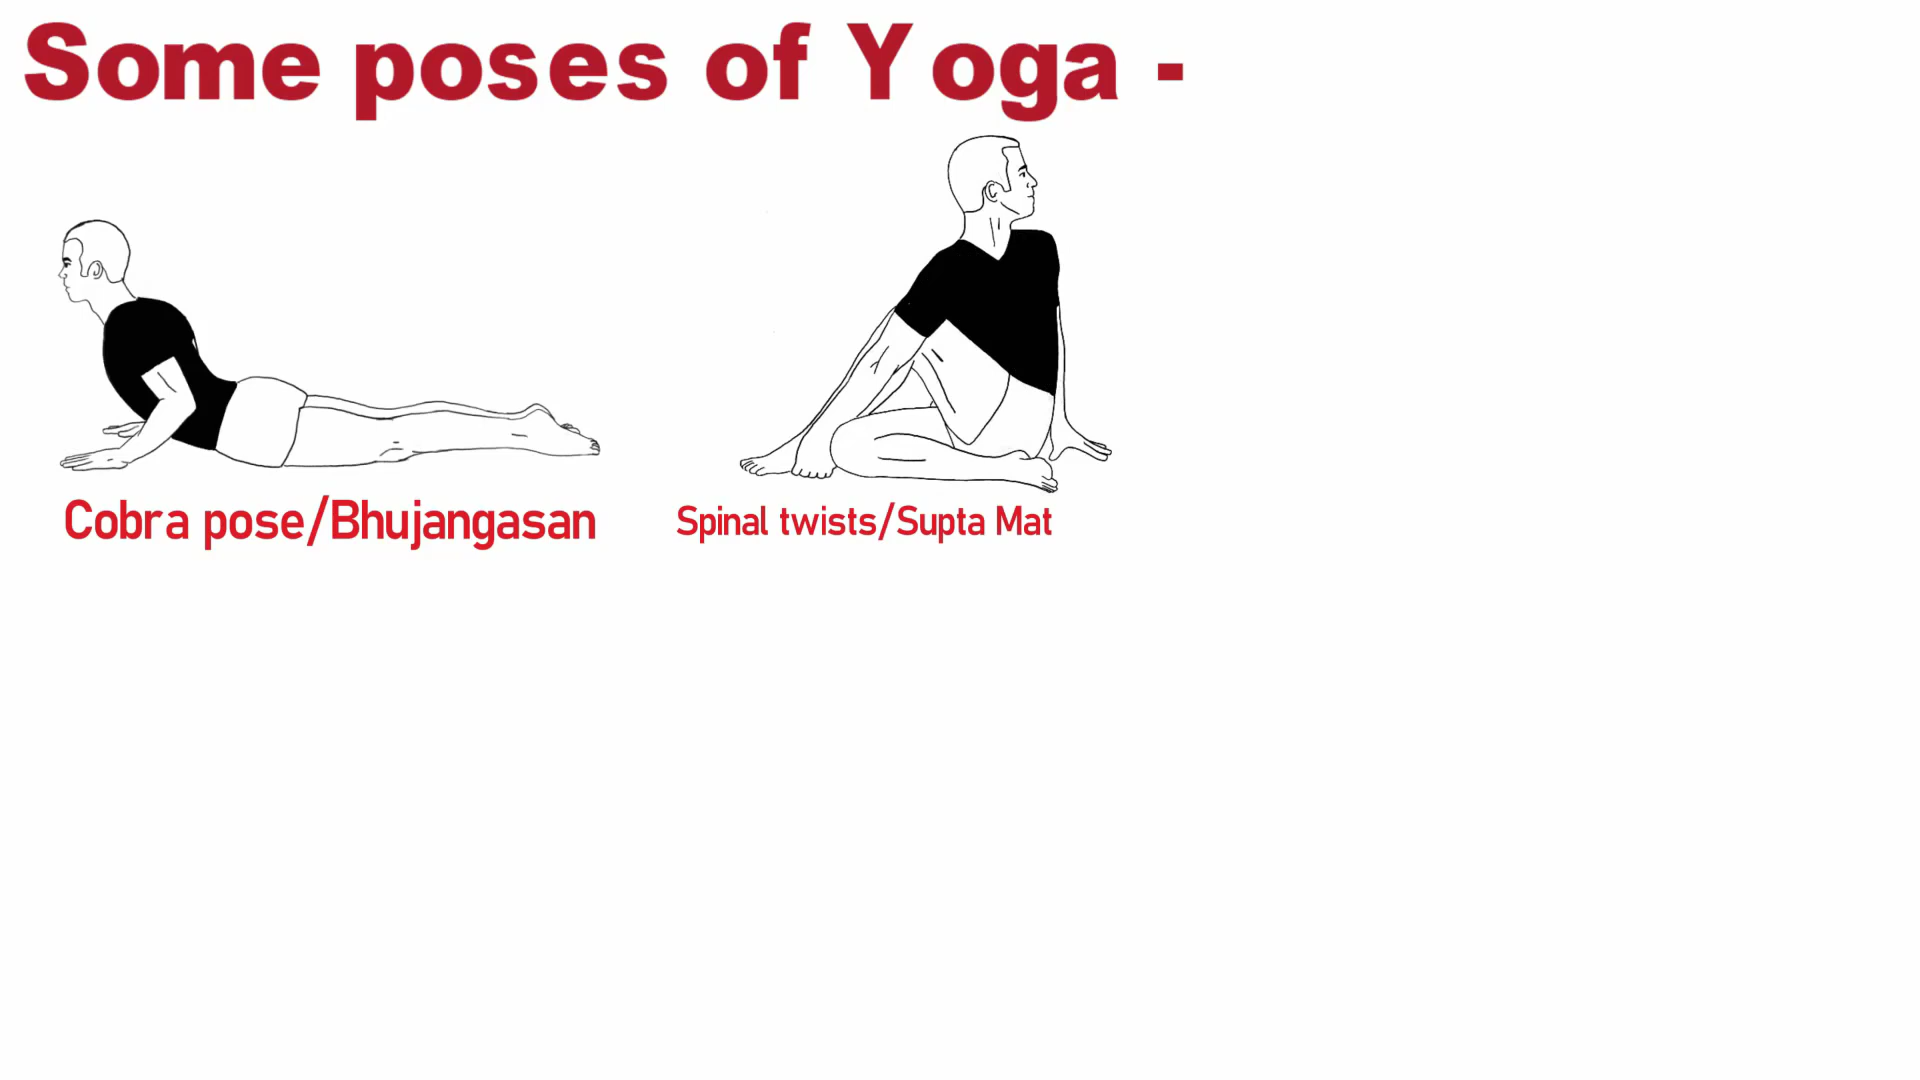 Some poses of Yoga -
Cobra pose/Bhujangasan
Spinal twists/Supta Mat